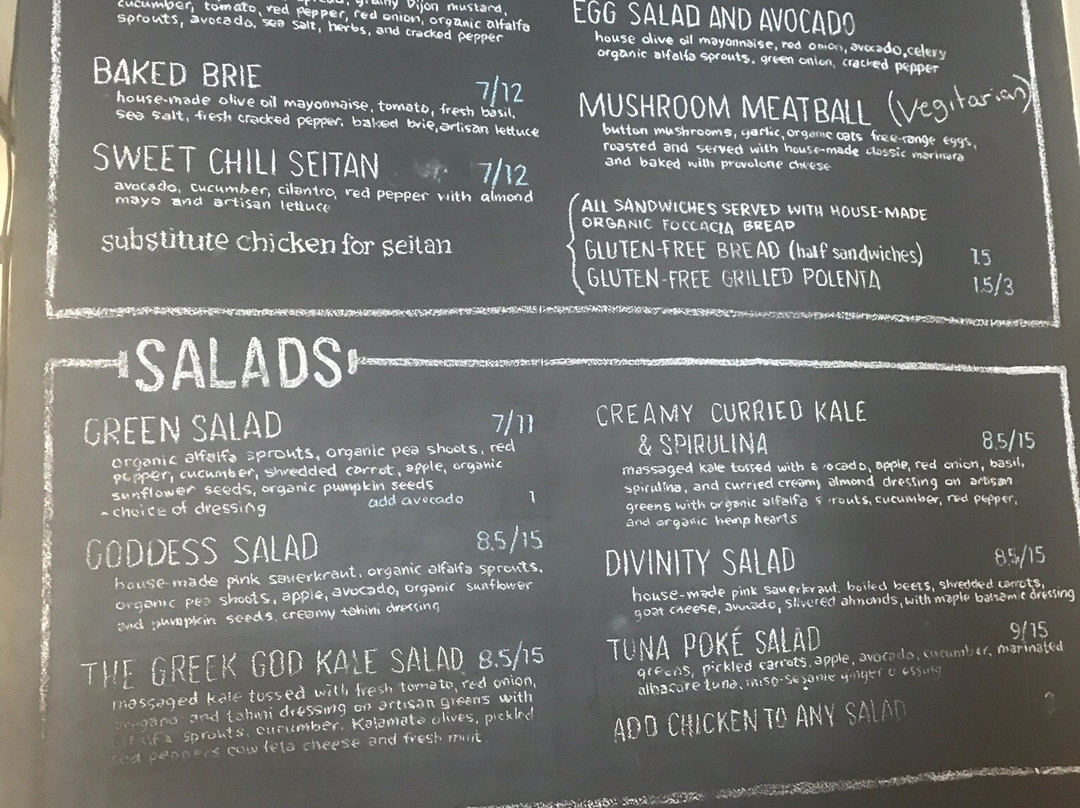 grainy Dijon mustard,
cucumber, tomato, red pepper, red onion, organic alfalfa
sprouts, avocado, sea salt, herbs, and cracked pepper
BAKED BRIE 7/12
house-made olive oil mayonnaise, tomato, fresh basil,
sea salt, fresh cracked pepper, baked brie, artisan lettuce
SWEET CHILI SEITAN 7/12
avocado, cucumber, cilantro, red pepper with almond
mayo and artisan lettuce
substitute chicken for seitan
EGG SALAD AND AVOCADO
house olive oil mayonnaise, red onion, avocado, celery
organic alfalfa sprouts, green onion, cracked pepper
MUSHROOM MEATBALL (vegitarian)
button mushrooms, garlic, organic oats free-range eggs,
roasted and served with house-made classic marinara
and baked with provolone cheese
ALL SANDWICHES SERVED WITH HOUSE-MADE
ORGANIC FOCCACIA BREAD
GLUTEN-FREE BREAD (half sandwiches) 1.5
GLUTEN-FREE GRILLED POLENTA 1.5/3
SALADS
GREEN SALAD 7/11
organic alfalfa sprouts, organic pea shoots, red
pepper, cucumber, shredded carrot, apple, organic
sunflower seeds, organic pumpkin seeds
add avocado 1
~choice of dressing
GODDESS SALAD 8.5/15
house-made pink sauerkraut, organic alfalfa sprouts,
organic pea shoots, apple, avocado, organic sunflower
and pumpkin seeds, creamy tahini dressing
THE GREEK GOD KALE SALAD 8.5/15
massaged kale tossed with fresh tomato, red onion,
oregano and tahini dressing on artisan greens with
alfalfa sprouts, cucumber, Kalamata olives, pickled
red peppers cow feta cheese and fresh mint
CREAMY CURRIED KALE
& SPIRULINA 8.5/15
massaged kale tossed with avocado, apple, red onion, basil,
spirulina, and curried creamy almond dressing on artisan
greens with organic alfalfa sprouts, cucumber, red pepper,
and organic hemp hearts
DIVINITY SALAD 8.5/15
house-made pink sauerkraut, boiled beets, shredded carrots,
goat cheese, avocado, slivered almonds, with maple balsamic dressing
TUNA POKÉ SALAD 9/15
greens, pickled carrots, apple, avocado, cucumber, marinated
albacore tuna, miso-sesame ginger dressing
ADD CHICKEN TO ANY SALAD